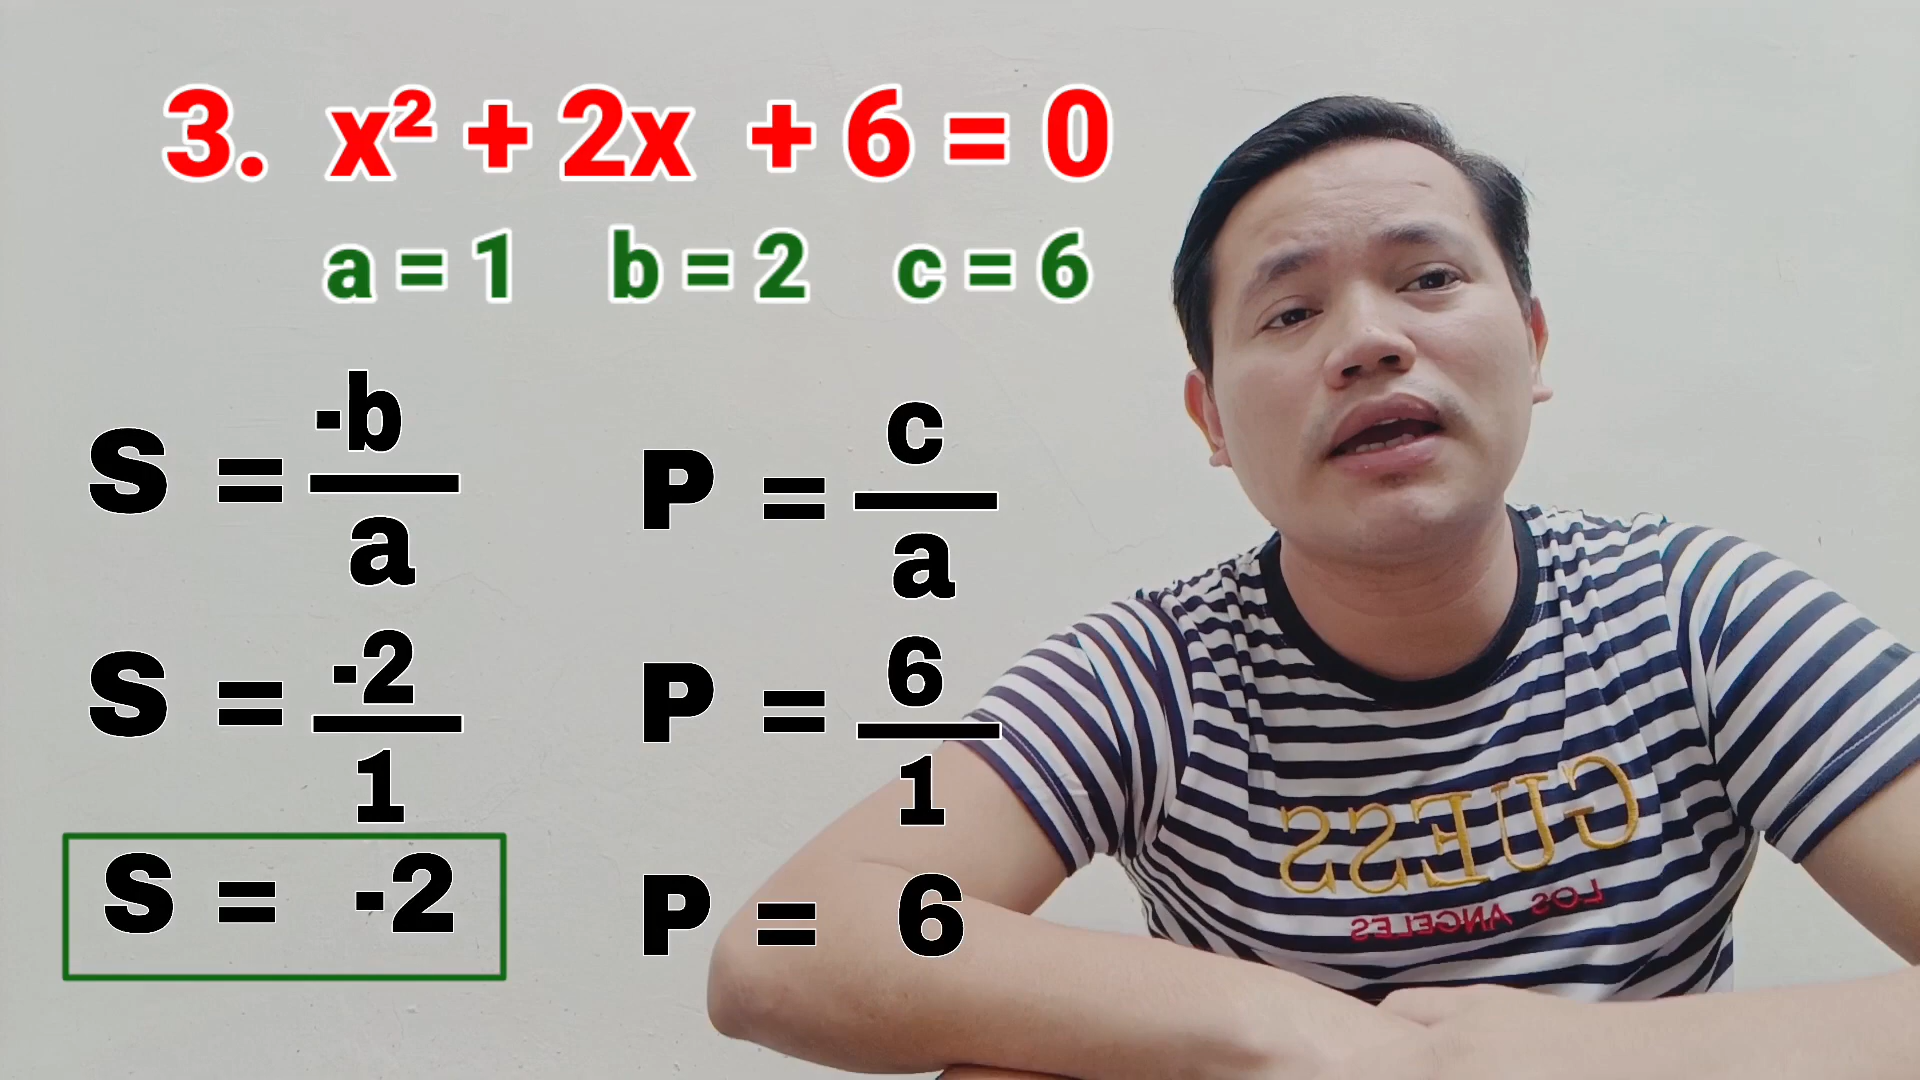 3. x² + 2x + 6 = 0
a = 1 b = 2 c = 6
S = -b/a
P = c/a
S = -2/1
P = 6/1
S = -2
P = 6
GUESS
LOS ANGELES